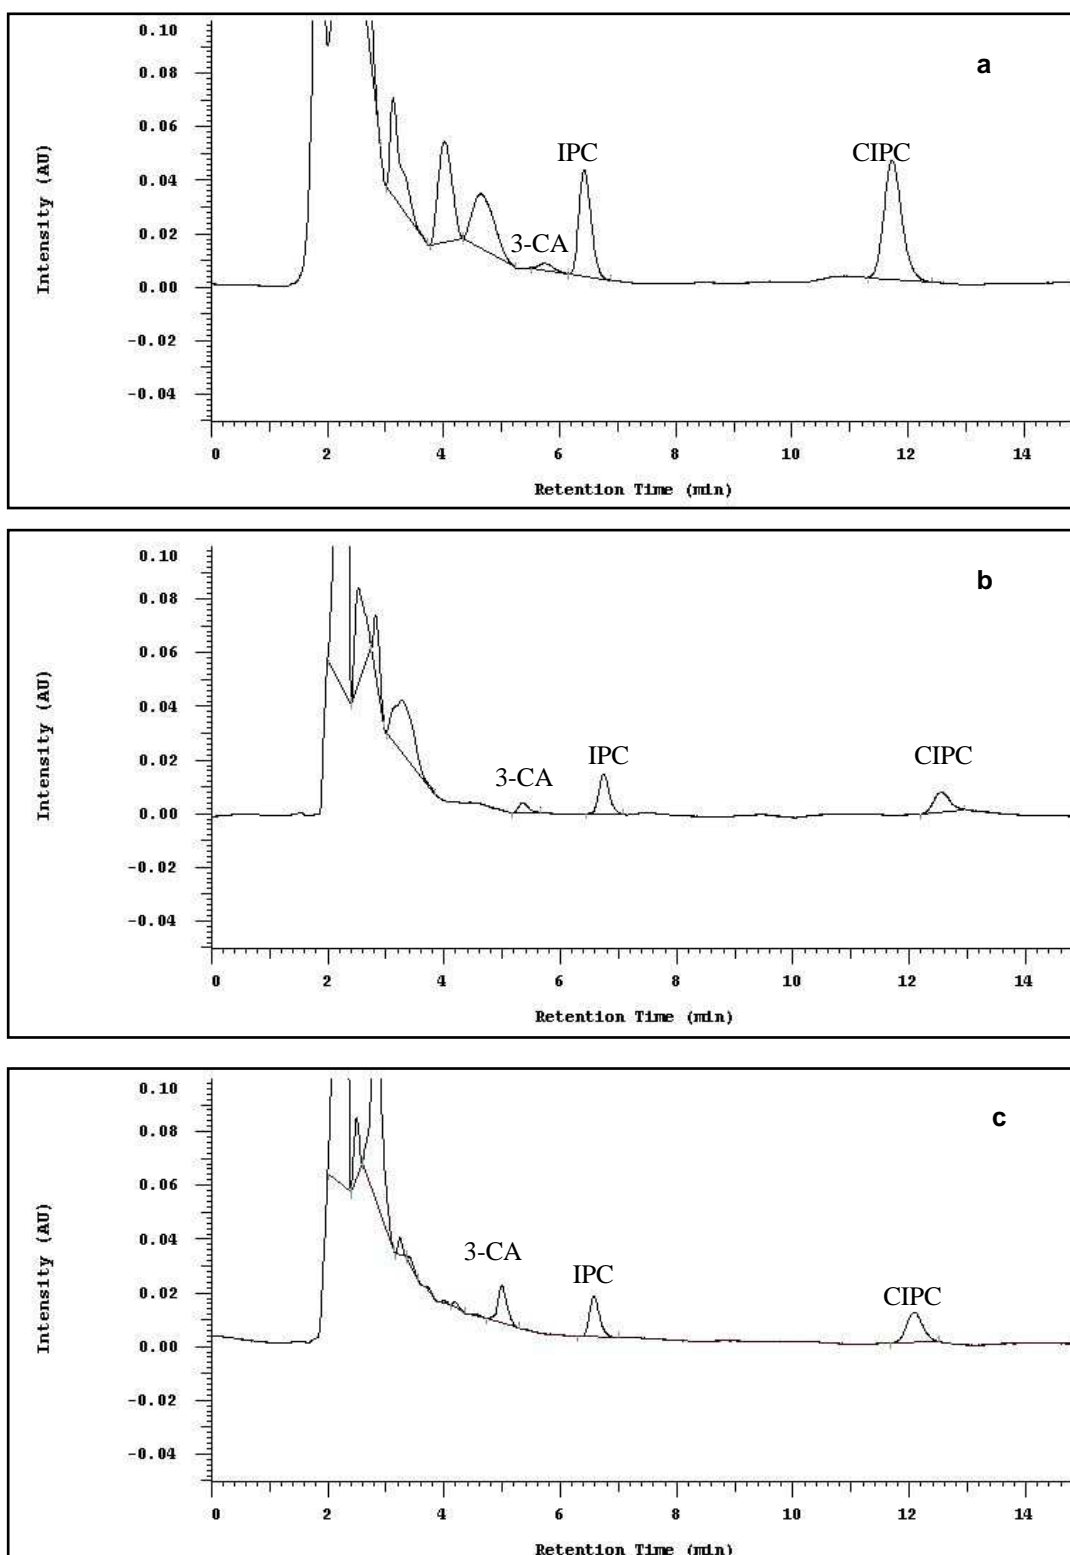 a
0.10
0.08
0.06
0.04
0.02
0.00
-0.02
-0.04
Intensity (AU)
IPC
CIPC
3-CA
0 2 4 6 8 10 12 14
Retention Time (min)
b
0.10
0.08
0.06
0.04
0.02
0.00
-0.02
-0.04
Intensity (AU)
3-CA
IPC
CIPC
0 2 4 6 8 10 12 14
Retention Time (min)
c
0.10
0.08
0.06
0.04
0.02
0.00
-0.02
-0.04
Intensity (AU)
3-CA
IPC
CIPC
0 2 4 6 8 10 12 14
Retention Time (min)